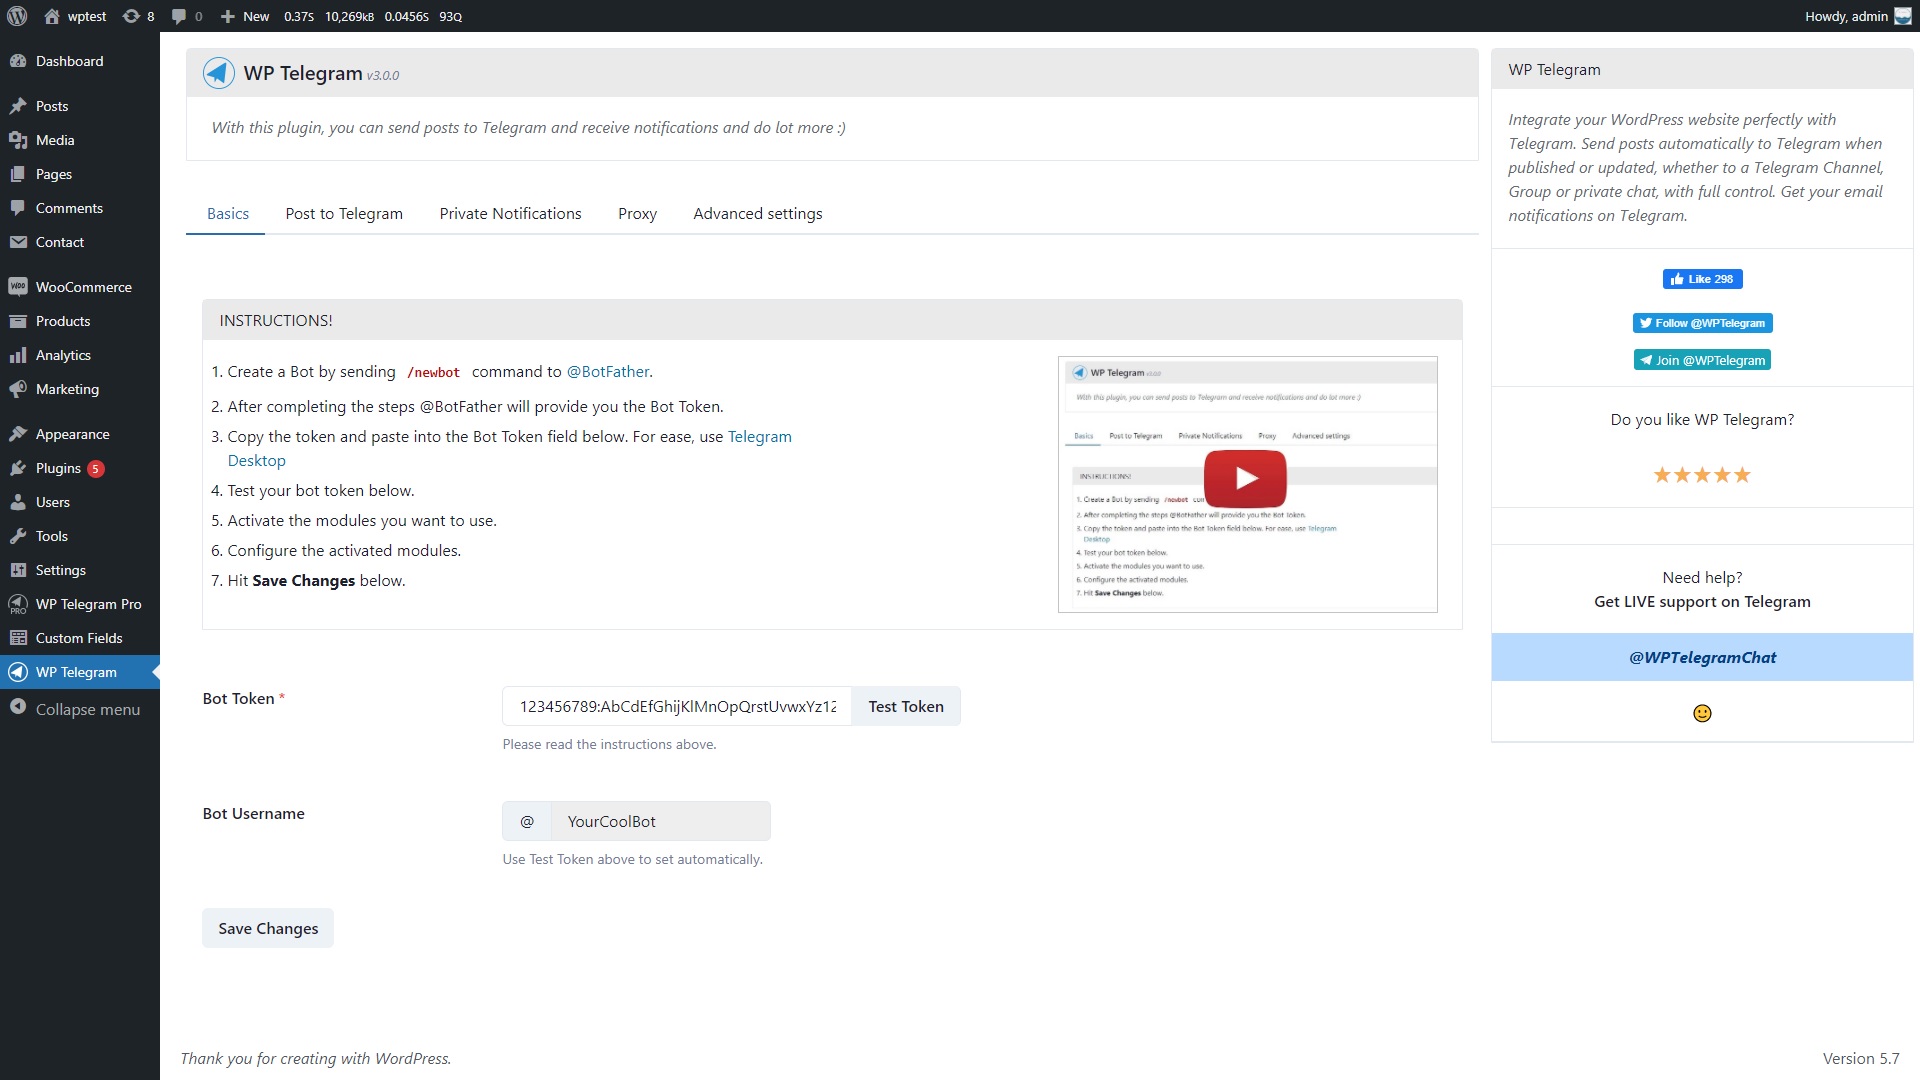 wptest 8 0 New 0.37s 10,269KB 0.0456s 93Q
Howdy, admin
Dashboard
Posts
Media
Pages
Comments
Contact
WooCommerce
Products
Analytics
Marketing
Appearance
Plugins 5
Users
Tools
Settings
WP Telegram Pro
Custom Fields
WP Telegram
Collapse menu
WP Telegram v3.0.0
With this plugin, you can send posts to Telegram and receive notifications and do lot more :)
Basics Post to Telegram Private Notifications Proxy Advanced settings
INSTRUCTIONS!
1. Create a Bot by sending /newbot command to @BotFather.
2. After completing the steps @BotFather will provide you the Bot Token.
3. Copy the token and paste into the Bot Token field below. For ease, use Telegram
Desktop
4. Test your bot token below.
5. Activate the modules you want to use.
6. Configure the activated modules.
7. Hit Save Changes below.
WP Telegram v3.0.0
With this plugin, you can send posts to Telegram and receive notifications and do lot more :)
Basics Post to Telegram Private Notifications Proxy Advanced settings
INSTRUCTIONS!
1. Create a Bot by sending /newbot
2. After completing the steps @BotFather will provide you the Bot Token.
3. Copy the token and paste into the Bot Token field below. For ease, use Telegram
Desktop
4. Test your bot token below.
5. Activate the modules you want to use.
6. Configure the activated modules.
7. Hit Save Changes below.
Bot Token *
123456789:AbCdEfGhijKlMnOpQrstUvwxYz12
Test Token
Please read the instructions above.
Bot Username
@ YourCoolBot
Use Test Token above to set automatically.
Save Changes
Thank you for creating with WordPress.
Version 5.7
WP Telegram
Integrate your WordPress website perfectly with
Telegram. Send posts automatically to Telegram when
published or updated, whether to a Telegram Channel,
Group or private chat, with full control. Get your email
notifications on Telegram.
Like 298
Follow @WPTelegram
Join @WPTelegram
Do you like WP Telegram?
Need help?
Get LIVE support on Telegram
@WPTelegramChat